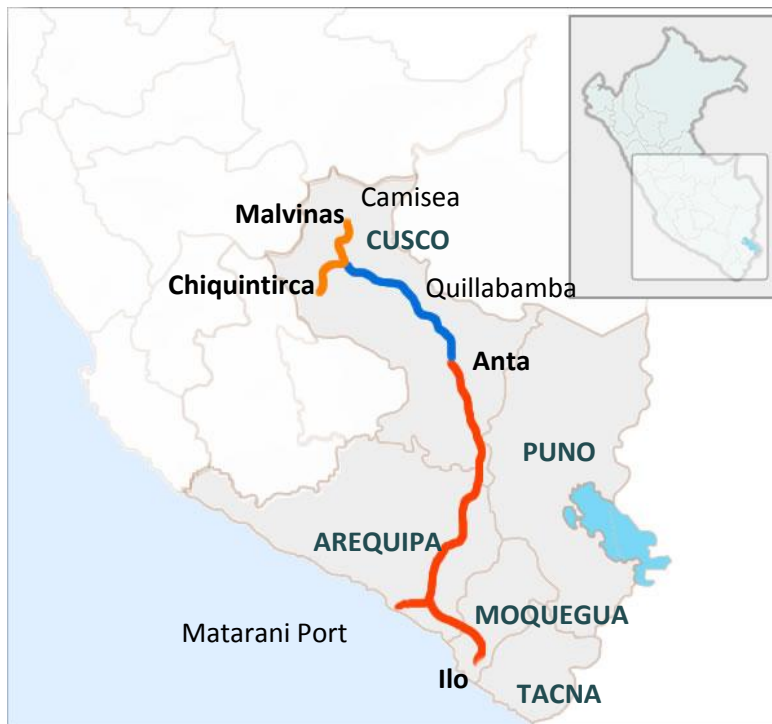 Camisea
Malvinas
CUSCO
Chiquintirca
Quillabamba
Anta
PUNO
AREQUIPA
MOQUEGUA
Matarani Port
Ilo
TACNA